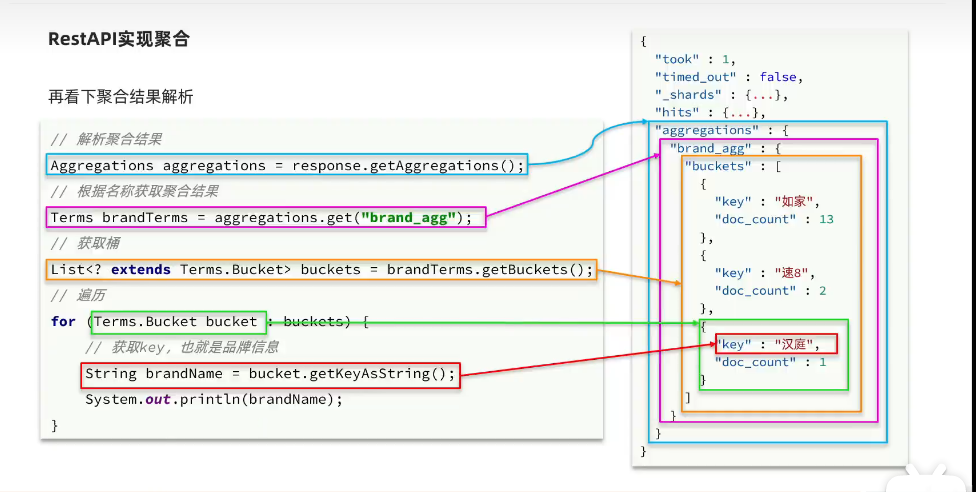 RestAPI实现聚合
再看下聚合结果解析
// 解析聚合结果
Aggregations aggregations = response.getAggregations();
// 根据名称获取聚合结果
Terms brandTerms = aggregations.get("brand_agg");
// 获取桶
List<? extends Terms.Bucket> buckets = brandTerms.getBuckets();
// 遍历
for (Terms.Bucket bucket : buckets) {
// 获取key，也就是品牌信息
String brandName = bucket.getKeyAsString();
System.out.println(brandName);
}
{
"took" : 1,
"timed_out" : false,
"_shards" : {...},
"hits" : {...},
"aggregations" : {
"brand_agg" : {
"buckets" : [
{
"key" : "如家",
"doc_count" : 13
},
{
"key" : "速8",
"doc_count" : 2
},
{
"key" : "汉庭",
"doc_count" : 1
}
]
}
}
}